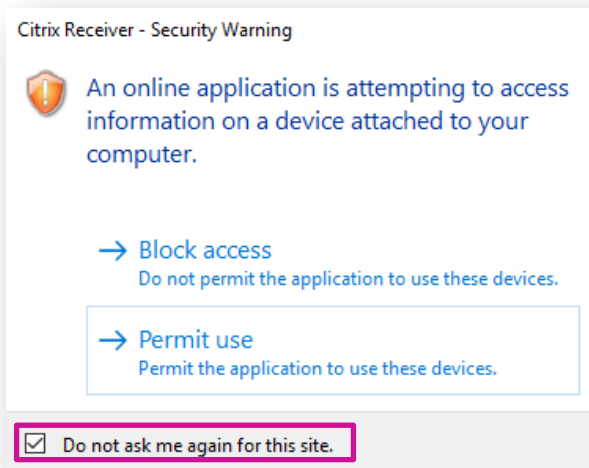 Citrix Receiver - Security Warning
An online application is attempting to access
information on a device attached to your
computer.
Block access
Do not permit the application to use these devices.
Permit use
Permit the application to use these devices.
Do not ask me again for this site.